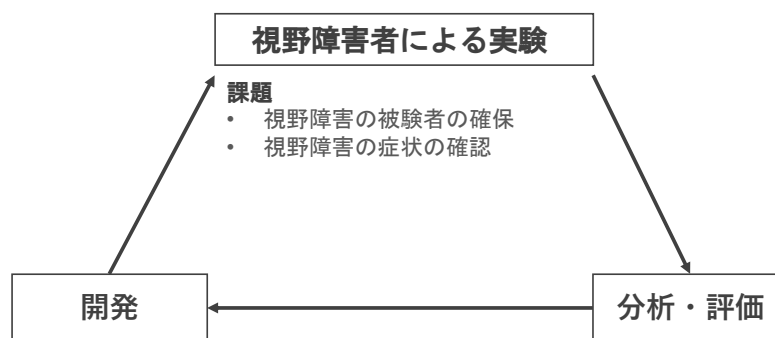 視野障害者による実験
課題
• 視野障害の被験者の確保
• 視野障害の症状の確認
開発
分析・評価